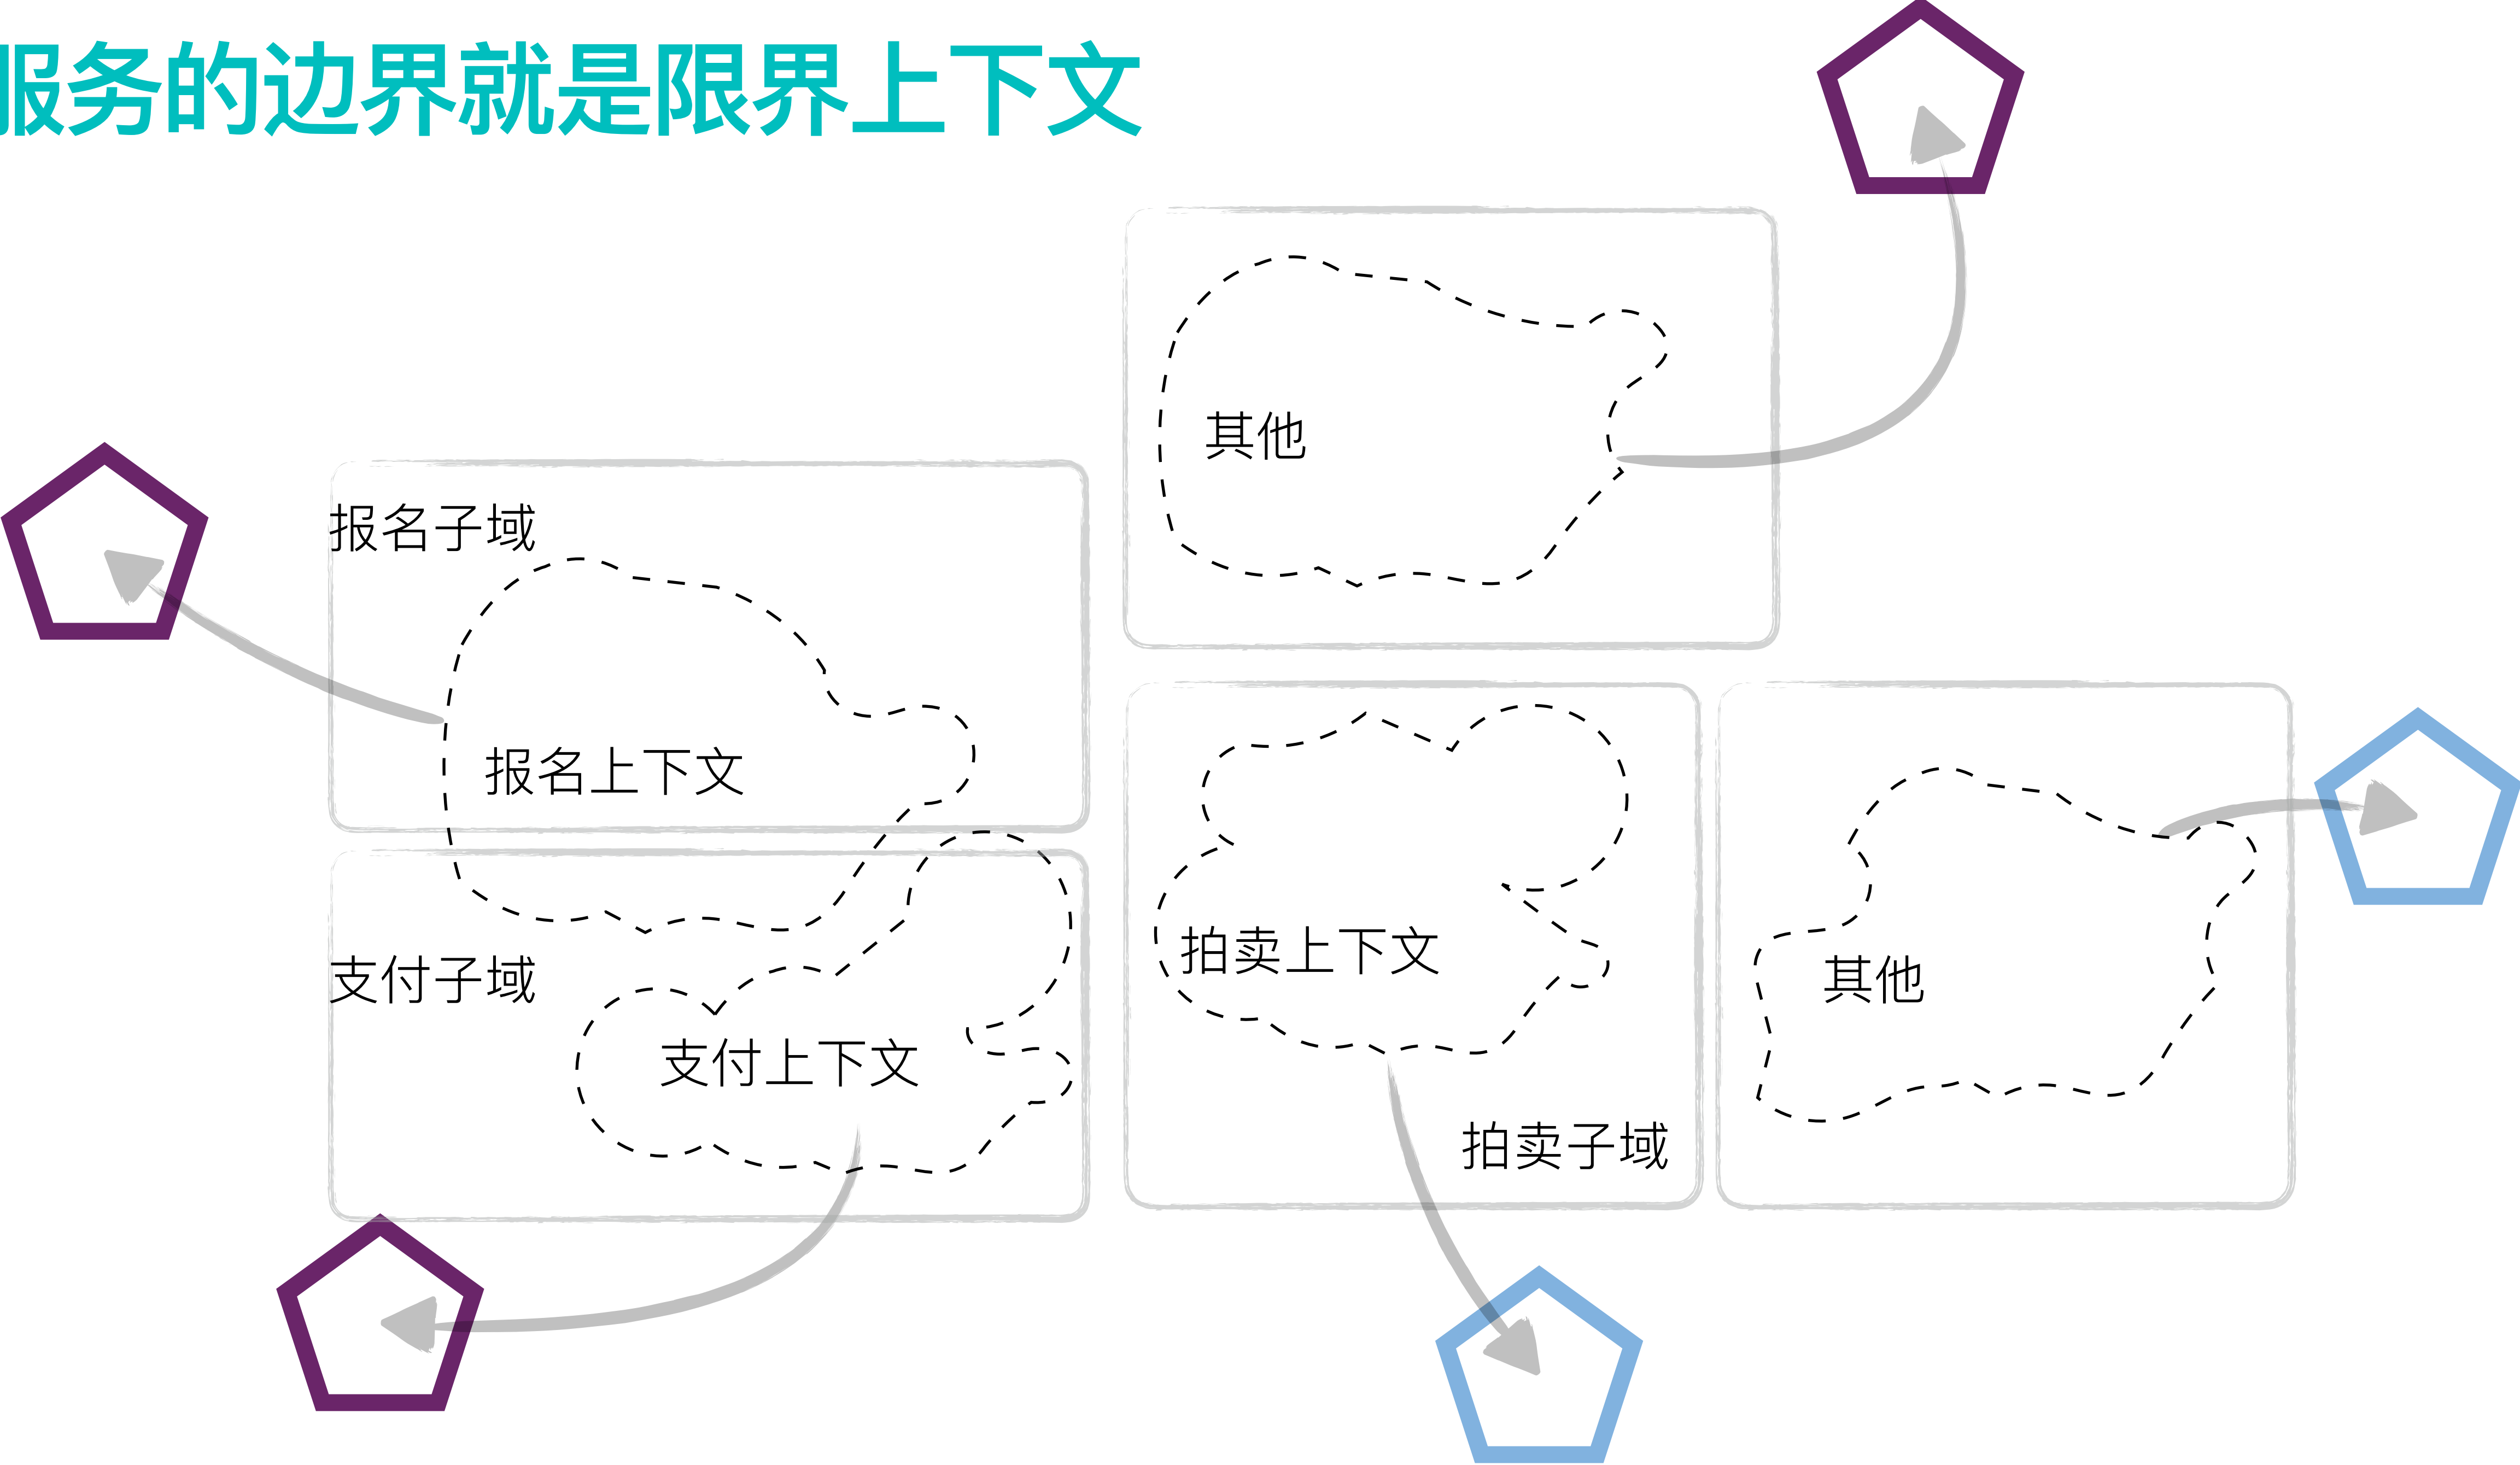 服务的边界就是限界上下文
其他
报名子域
报名上下文
支付子域
支付上下文
拍卖上下文
拍卖子域
其他